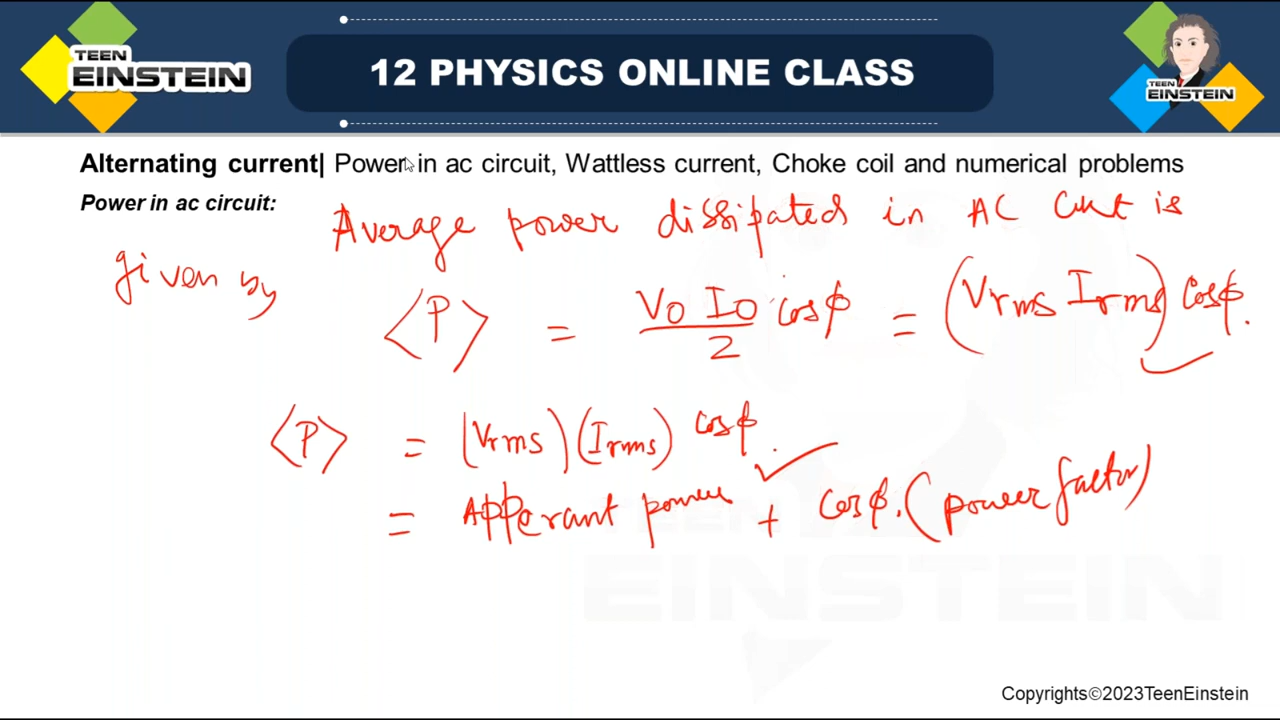 TEEN
EINSTEIN
12 PHYSICS ONLINE CLASS
TEEN
EINSTEIN
Alternating current| Power in ac circuit, Wattless current, Choke coil and numerical problems
Power in ac circuit:
Average power dissipated in AC Cukt is
given by
⟨P⟩ = V0 I0 cosϕ / 2 = (Vrms Irms) cosϕ.
⟨P⟩ = (Vrms)(Irms) cosϕ.
= Apperant power + cosϕ. (power factor)
EINSTEIN
Copyrights©2023TeenEinstein